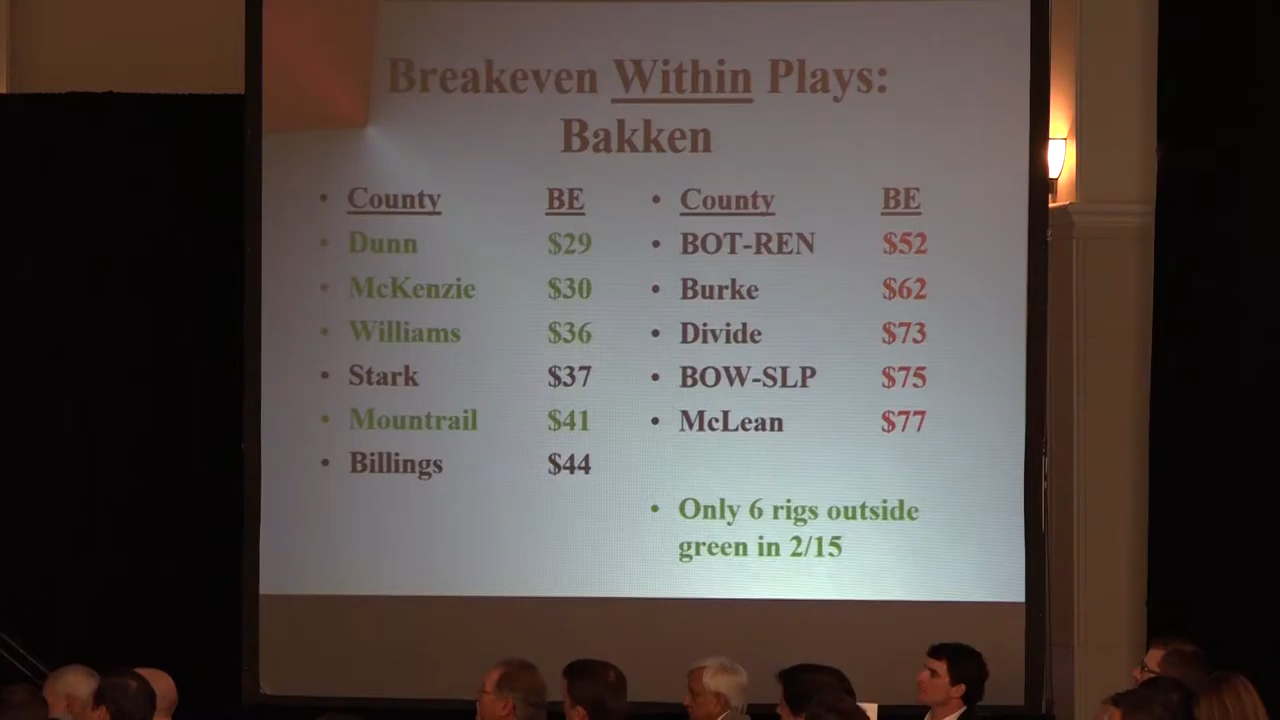 Breakeven Within Plays:
Bakken
• County BE
• Dunn $29
• McKenzie $30
• Williams $36
• Stark $37
• Mountrail $41
• Billings $44
• County BE
• BOT-REN $52
• Burke $62
• Divide $73
• BOW-SLP $75
• McLean $77
• Only 6 rigs outside
green in 2/15